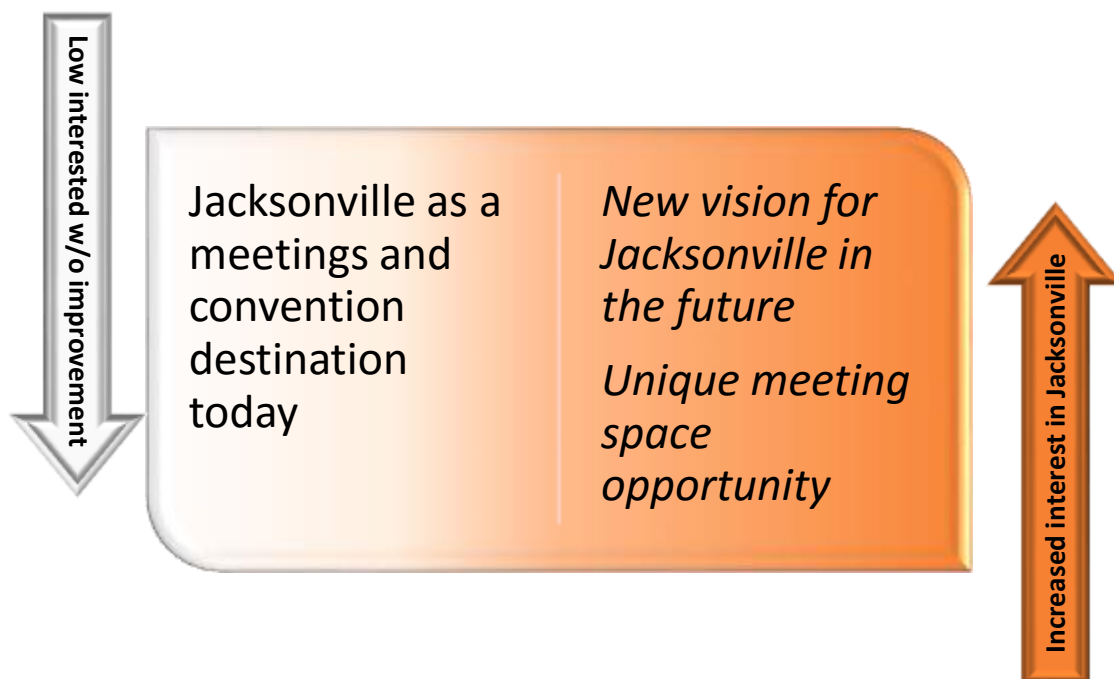 Low interested w/o improvement
Jacksonville as a
meetings and
convention
destination
today
New vision for
Jacksonville in
the future
Unique meeting
space
opportunity
Increased interest in Jacksonville